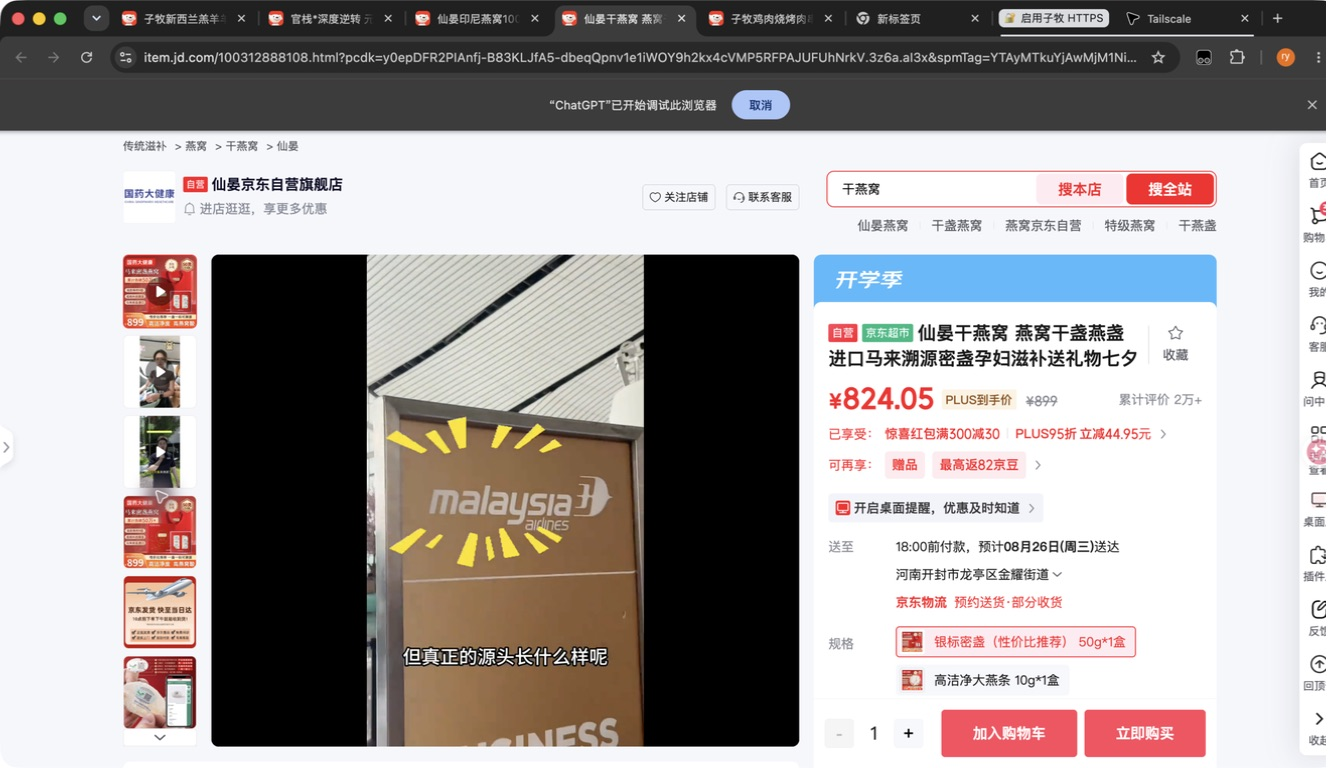 子牧新西兰羔羊
官栈*深度逆转 元
仙晏印尼燕窝100
仙晏干燕窝 燕窝
子牧鸡肉烧烤肉
新标签页
启用子牧 HTTPS
Tailscale
item.jd.com/100312888108.html?pcdk=y0epDFR2PIAnfj-B83KLJfA5-dbeqQpnv1e1iWOY9h2kx4cVMP5RFPAJUFUhNrkV.3z6a.al3x&spmTag=YTAyMTkuYjAwMjM1Ni...
ry
“ChatGPT”已开始调试此浏览器
取消
传统滋补 > 燕窝 > 干燕窝 > 仙晏
国药大健康
自营 仙晏京东自营旗舰店
进店逛逛，享更多优惠
关注店铺
联系客服
干燕窝
搜本店
搜全站
仙晏燕窝
干盏燕窝
燕窝京东自营
特级燕窝
干燕盏
国药大健康
899
国药大健康
899
京东发货 快至当日达
malaysia
airlines
但真正的源头长什么样呢
BUSINESS
开学季
自营 京东超市 仙晏干燕窝 燕窝干盏燕盏
进口马来溯源密盏孕妇滋补送礼物七夕
收藏
¥824.05 PLUS到手价 ¥899
累计评价 2万+
已享受： 惊喜红包满300减30 PLUS95折 立减44.95元 >
可再享： 赠品 最高返82京豆 >
开启桌面提醒，优惠及时知道 >
送至
18:00前付款，预计08月26日(周三)送达
河南开封市龙亭区金耀街道
京东物流 预约送货·部分收货
规格
银标密盏（性价比推荐） 50g*1盒
高洁净大燕条 10g*1盒
- 1 +
加入购物车
立即购买
首页
购物
我的
客服
问中
查看
桌面
插件
反馈
回顶
收起